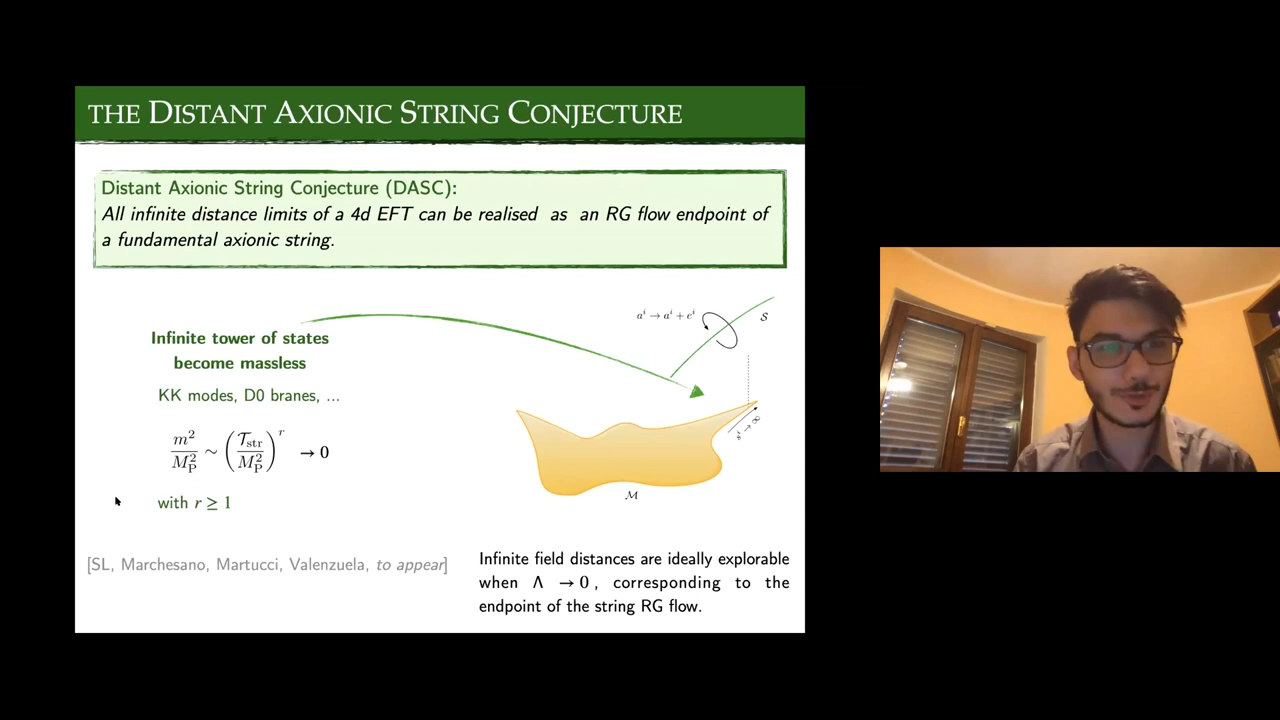 THE DISTANT AXIONIC STRING CONJECTURE
Distant Axionic String Conjecture (DASC):
All infinite distance limits of a 4d EFT can be realised as an RG flow endpoint of
a fundamental axionic string.
a^i → a^i + e^i
S
Infinite tower of states
become massless
KK modes, D0 branes, ...
s^i → ∞
m²/M_P² ~ (T_str/M_P²)^r → 0
M
with r ≥ 1
[SL, Marchesano, Martucci, Valenzuela, to appear]
Infinite field distances are ideally explorable
when Λ → 0 , corresponding to the
endpoint of the string RG flow.